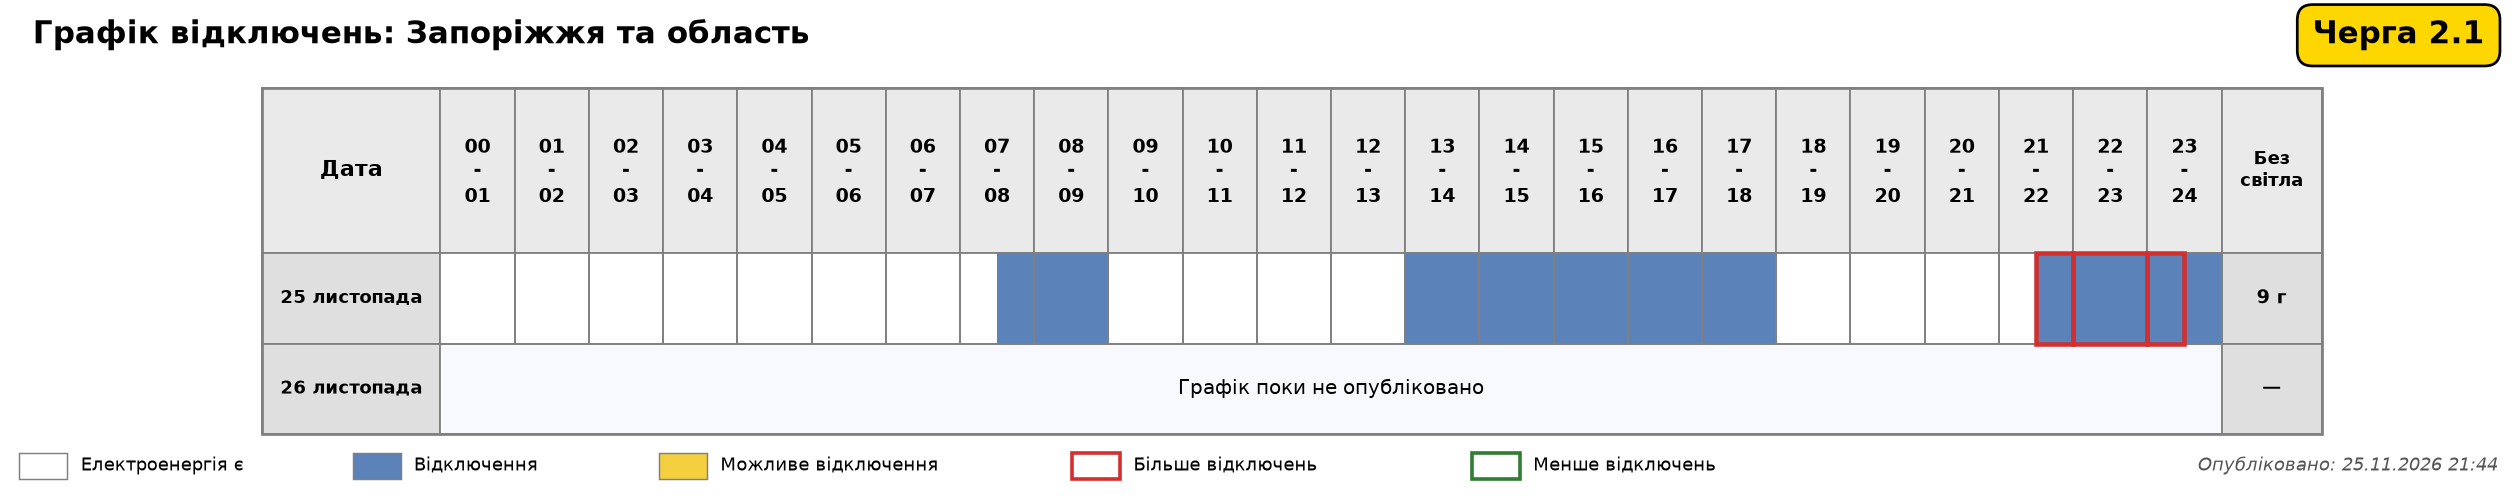 Графік відключень: Запоріжжя та область
Черга 2.1
Дата
00 - 01
01 - 02
02 - 03
03 - 04
04 - 05
05 - 06
06 - 07
07 - 08
08 - 09
09 - 10
10 - 11
11 - 12
12 - 13
13 - 14
14 - 15
15 - 16
16 - 17
17 - 18
18 - 19
19 - 20
20 - 21
21 - 22
22 - 23
23 - 24
Без світла
25 листопада
9 г
26 листопада
Графік поки не опубліковано
—
Електроенергія є
Відключення
Можливе відключення
Більше відключень
Менше відключень
Опубліковано: 25.11.2026 21:44